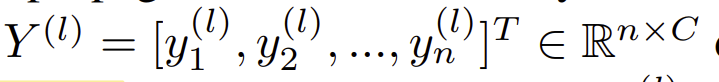 Y^{(l)} = [y_1^{(l)}, y_2^{(l)}, ..., y_n^{(l)}]^T ∈ ℝ^{n×C}